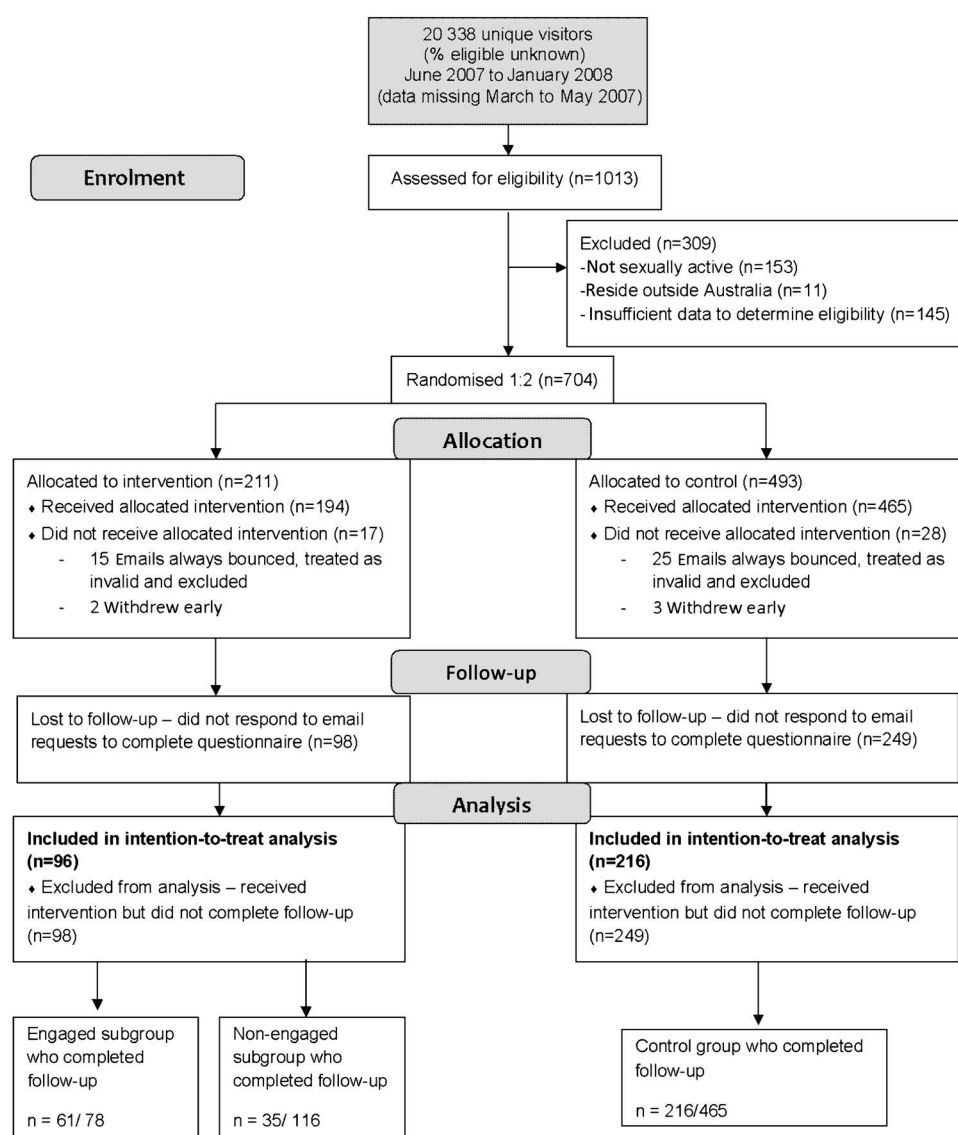 20 338 unique visitors
(% eligible unknown)
June 2007 to January 2008
(data missing March to May 2007)
Enrolment
Assessed for eligibility (n=1013)
Excluded (n=309)
-Not sexually active (n=153)
-Reside outside Australia (n=11)
-Insufficient data to determine eligibility (n=145)
Randomised 1:2 (n=704)
Allocation
Allocated to intervention (n=211)
♦ Received allocated intervention (n=194)
♦ Did not receive allocated intervention (n=17)
- 15 Emails always bounced, treated as
invalid and excluded
- 2 Withdrew early
Allocated to control (n=493)
♦ Received allocated intervention (n=465)
♦ Did not receive allocated intervention (n=28)
- 25 Emails always bounced, treated as
invalid and excluded
- 3 Withdrew early
Follow-up
Lost to follow-up – did not respond to email
requests to complete questionnaire (n=98)
Lost to follow-up – did not respond to email
requests to complete questionnaire (n=249)
Analysis
Included in intention-to-treat analysis
(n=96)
♦ Excluded from analysis – received
intervention but did not complete follow-up
(n=98)
Included in intention-to-treat analysis
(n=216)
♦ Excluded from analysis – received
intervention but did not complete follow-up
(n=249)
Engaged subgroup
who completed
follow-up
n = 61/ 78
Non-engaged
subgroup who
completed follow-up
n = 35/ 116
Control group who completed
follow-up
n = 216/465